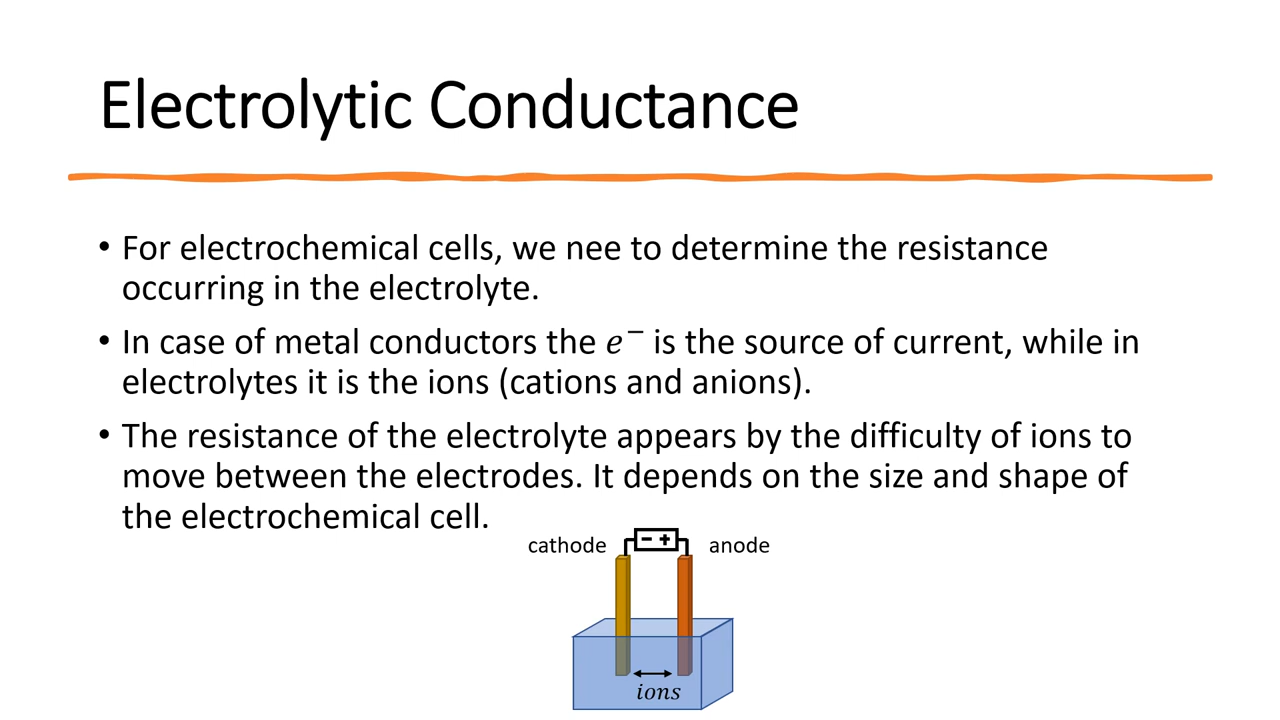 Electrolytic Conductance
• For electrochemical cells, we nee to determine the resistance
occurring in the electrolyte.
• In case of metal conductors the e⁻ is the source of current, while in
electrolytes it is the ions (cations and anions).
• The resistance of the electrolyte appears by the difficulty of ions to
move between the electrodes. It depends on the size and shape of
the electrochemical cell.
cathode − + anode
ions